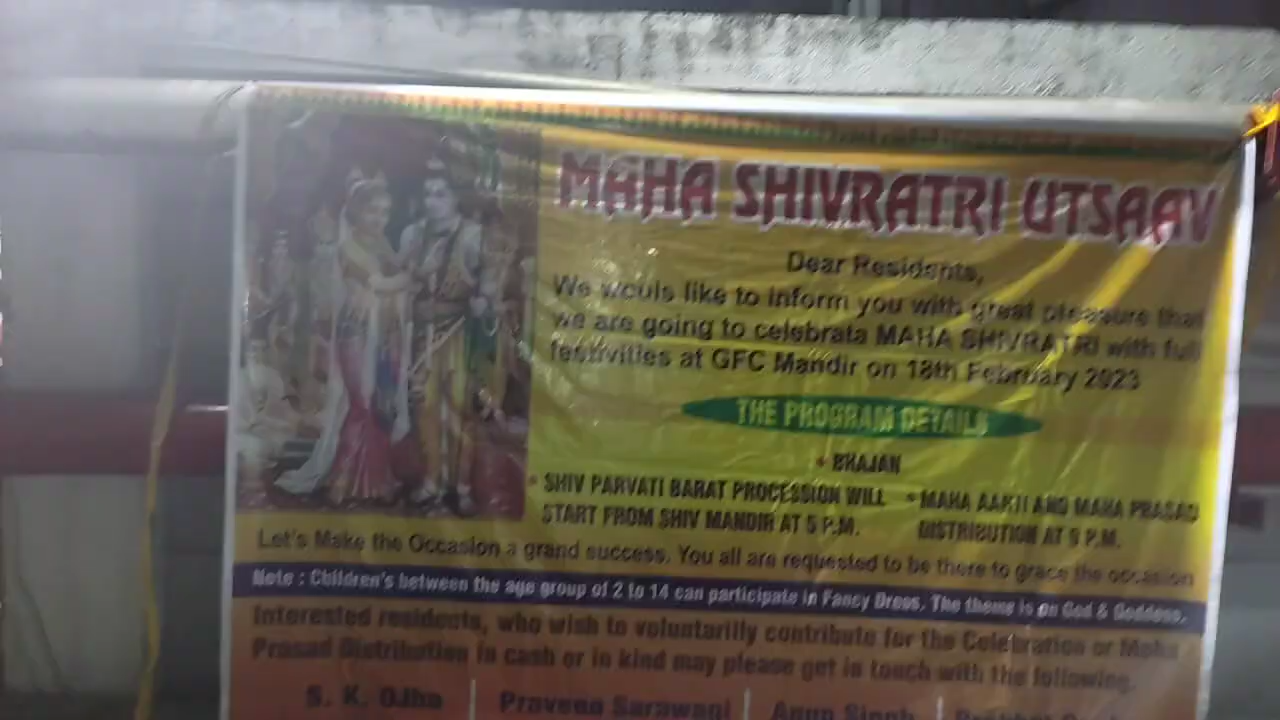 MAHA SHIVRATRI UTSAAV
Dear Residents,
We wouls like to inform you with great pleasure that
we are going to celebrata MAHA SHIVRATRI with full
festivities at GFC Mandir on 18th February 2023
THE PROGRAM DETAILS
• BHAJAN
• SHIV PARVATI BARAT PROCESSION WILL
START FROM SHIV MANDIR AT 5 P.M.
• MAHA AARTI AND MAHA PRASAD
DISTRIBUTION AT 9 P.M.
Let's Make the Occasion a grand success. You all are requested to be there to grace the occasion
Note : Children's between the age group of 2 to 14 can participate in Fancy Dress. The theme is on God & Goddess.
Interested residents, who wish to voluntarilly contribute for the Celebration or Maha
Prasad Distribution in cash or in kind may please get in touch with the following.
S. K. OJha
Praveen Sarawagi
Anup Singh